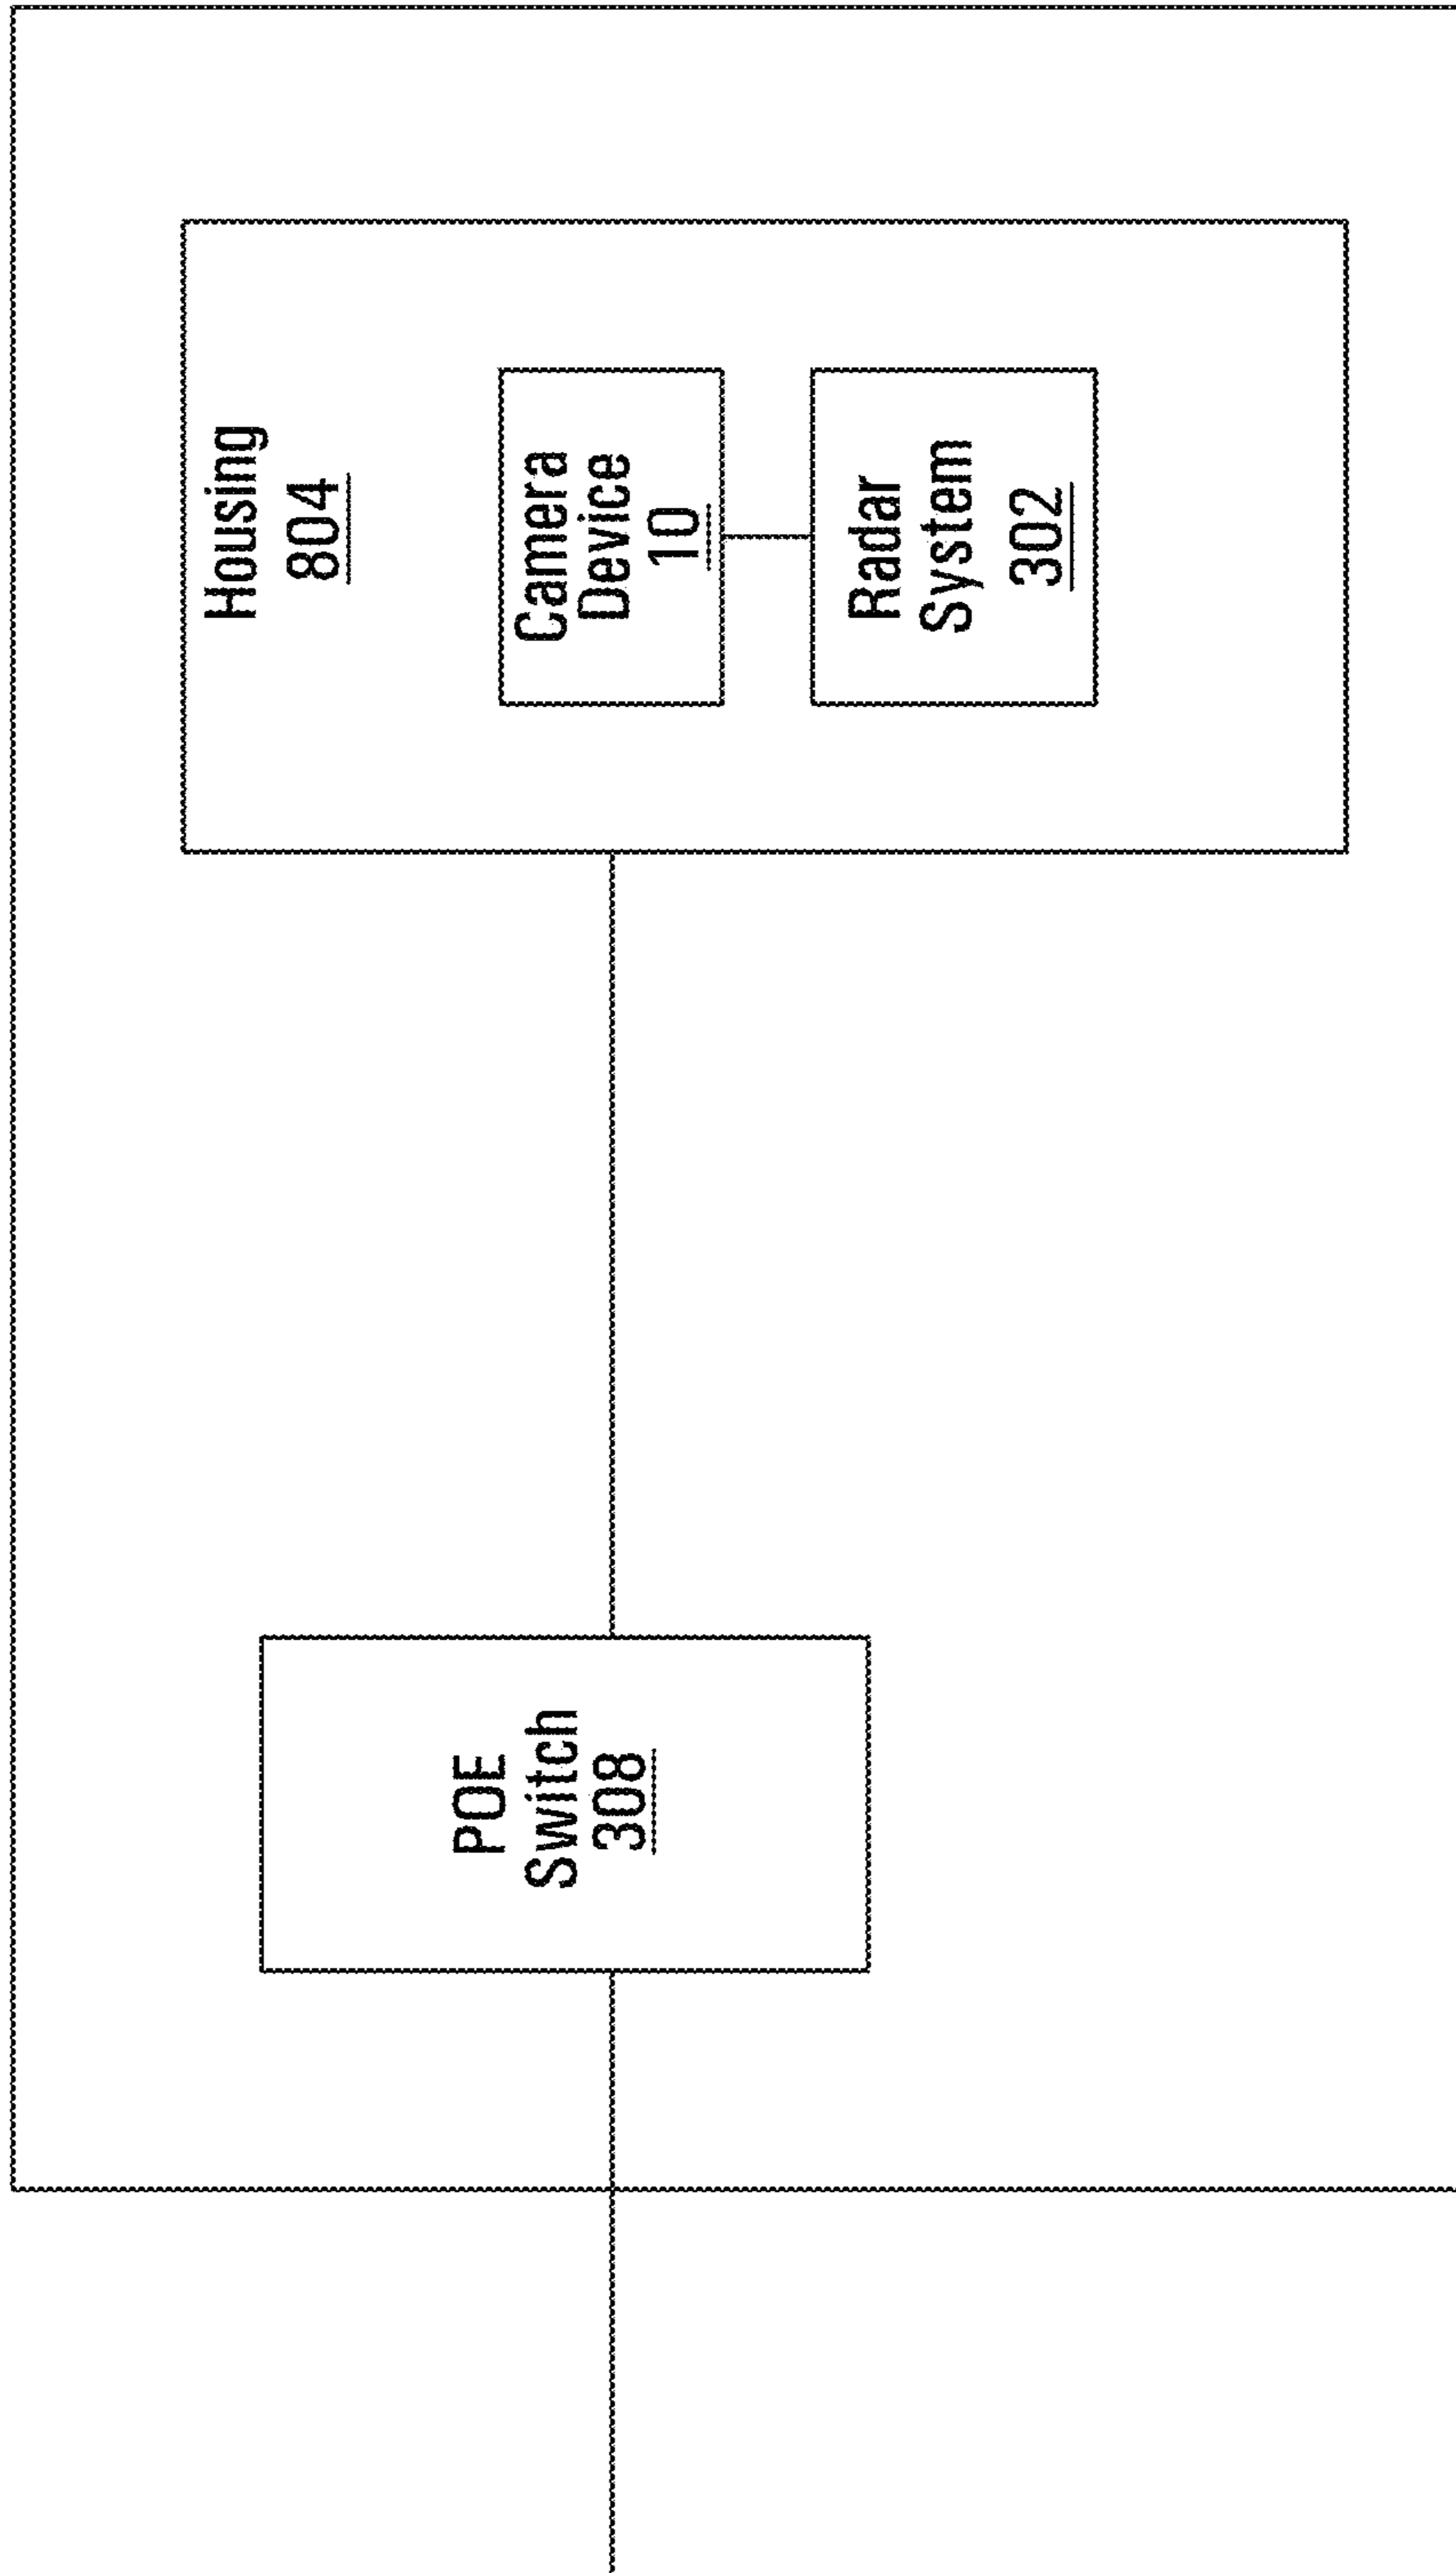 POE
Switch
308
Housing
804
Camera
Device
10
Radar
System
302